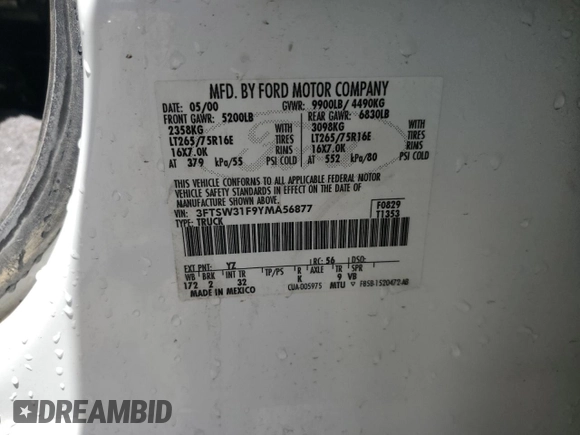 MFD. BY FORD MOTOR COMPANY
DATE: 05/00 GVWR: 9900LB/ 4490KG
FRONT GAWR: 5200LB REAR GAWR: 6830LB
2358KG WITH 3098KG WITH
LT265/75R16E TIRES LT265/75R16E TIRES
16X7.0K RIMS 16X7.0K RIMS
AT 379 kPa/55 PSI COLD AT 552 kPa/80 PSI COLD
THIS VEHICLE CONFORMS TO ALL APPLICABLE FEDERAL MOTOR
VEHICLE SAFETY STANDARDS IN EFFECT ON THE DATE OF
MANUFACTURE SHOWN ABOVE.
VIN: 3FTSW31F9YMA56877 F0829
TYPE: TRUCK T1353
EXT PNT: YZ RC: 56 DSO:
WB BRK INT TR TP/PS R AXLE TR SPR
172 2 32 K 9 VB
MADE IN MEXICO CUA-005975 MTU F85B-1520472-AB
DREAMBID